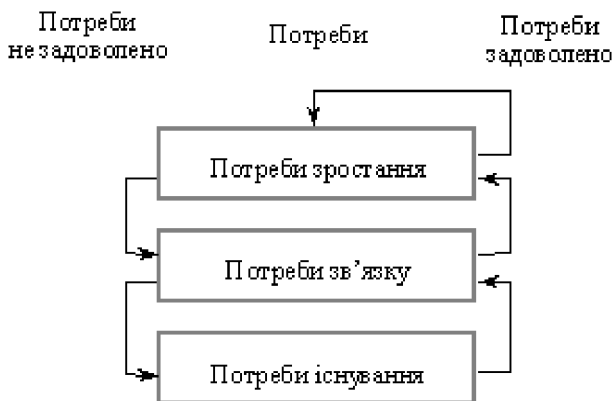 Потреби
не задоволено
Потреби
Потреби
задоволено
Потреби зростання
Потреби зв’язку
Потреби існування